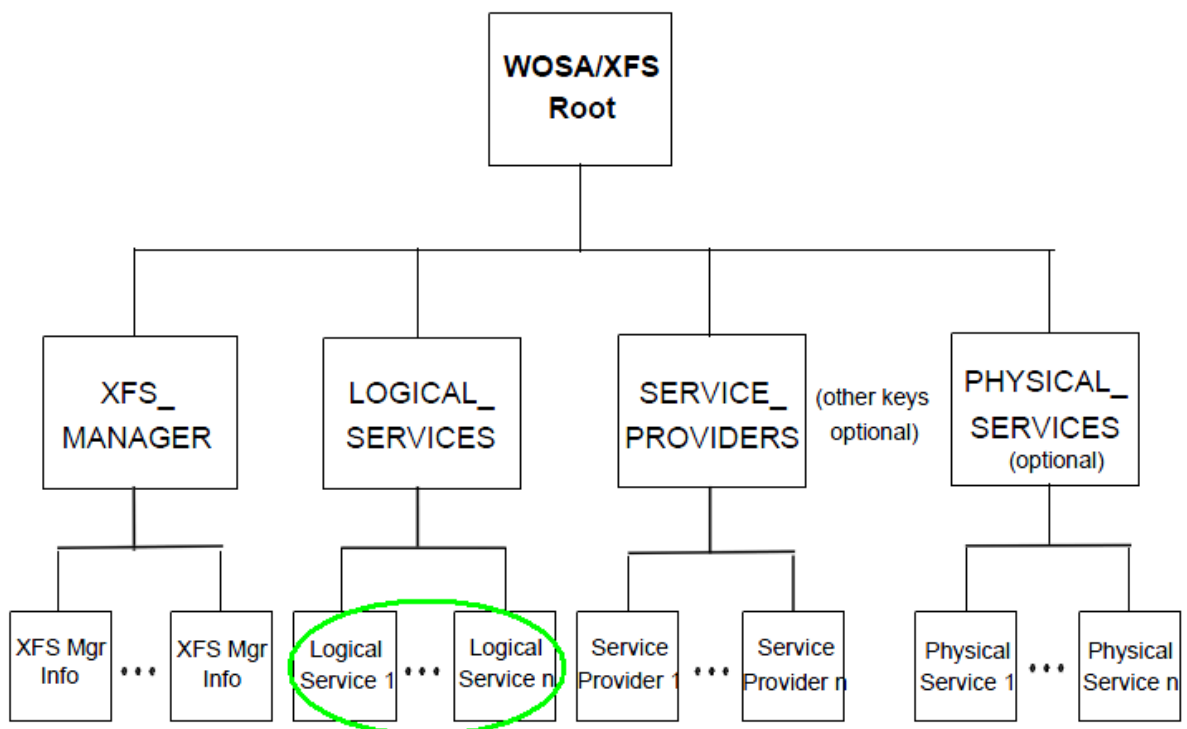 WOSA/XFS
Root
XFS_
MANAGER
LOGICAL_
SERVICES
SERVICE_
PROVIDERS
(other keys
optional)
PHYSICAL_
SERVICES
(optional)
XFS Mgr
Info
•••
XFS Mgr
Info
Logical
Service 1
•••
Logical
Service n
Service
Provider 1
•••
Service
Provider n
Physical
Service 1
•••
Physical
Service n